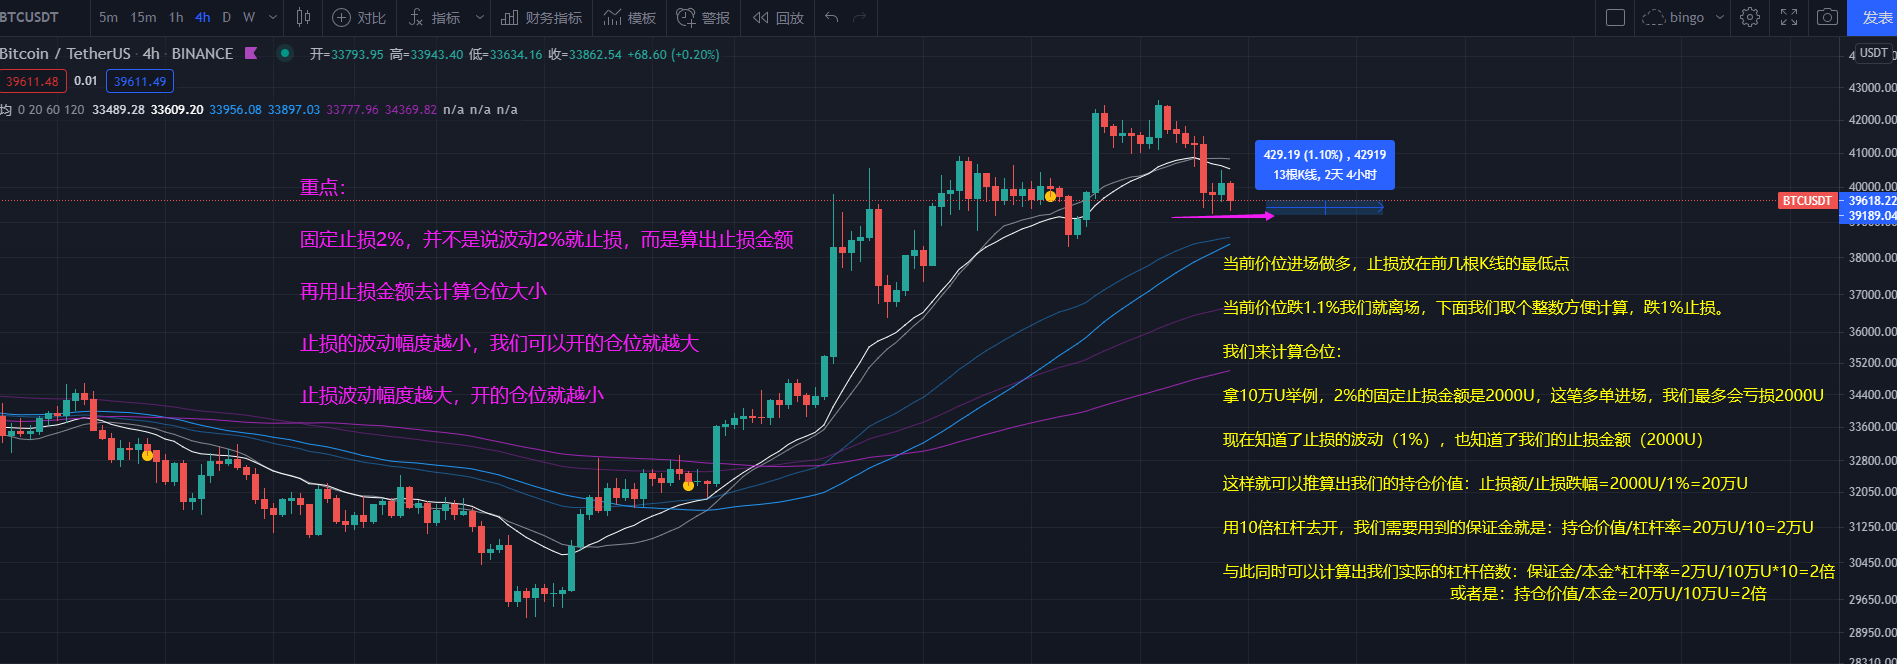 BTCUSDT 5m 15m 1h 4h D W 对比 指标 财务指标 模板 警报 回放 bingo 发表
Bitcoin / TetherUS · 4h · BINANCE 开=33793.95 高=33943.40 低=33634.16 收=33862.54 +68.60 (+0.20%)
39611.48 0.01 39611.49
均 0 20 60 120 33489.28 33609.20 33956.08 33897.03 33777.96 34369.82 n/a n/a n/a
重点:
固定止损2%，并不是说波动2%就止损，而是算出止损金额
再用止损金额去计算仓位大小
止损的波动幅度越小，我们可以开的仓位就越大
止损波动幅度越大，开的仓位就越小
429.19 (1.10%) , 42919
13根K线, 2天 4小时
当前价位进场做多，止损放在前几根K线的最低点
当前价位跌1.1%我们就离场，下面我们取个整数方便计算，跌1%止损。
我们来计算仓位：
拿10万U举例，2%的固定止损金额是2000U，这笔多单进场，我们最多会亏损2000U
现在知道了止损的波动（1%），也知道了我们的止损金额（2000U）
这样就可以推算出我们的持仓价值：止损额/止损跌幅=2000U/1%=20万U
用10倍杠杆去开，我们需要用到的保证金就是：持仓价值/杠杆率=20万U/10=2万U
与此同时可以计算出我们实际的杠杆倍数：保证金/本金*杠杆率=2万U/10万U*10=2倍
或者是：持仓价值/本金=20万U/10万U=2倍
USDT
43000.00
42000.00
41000.00
40000.00
BTCUSDT 39618.22
39189.04
38000.00
37000.00
36000.00
35200.00
34400.00
33600.00
32800.00
32050.00
31250.00
30450.00
29650.00
28950.00
28310.00